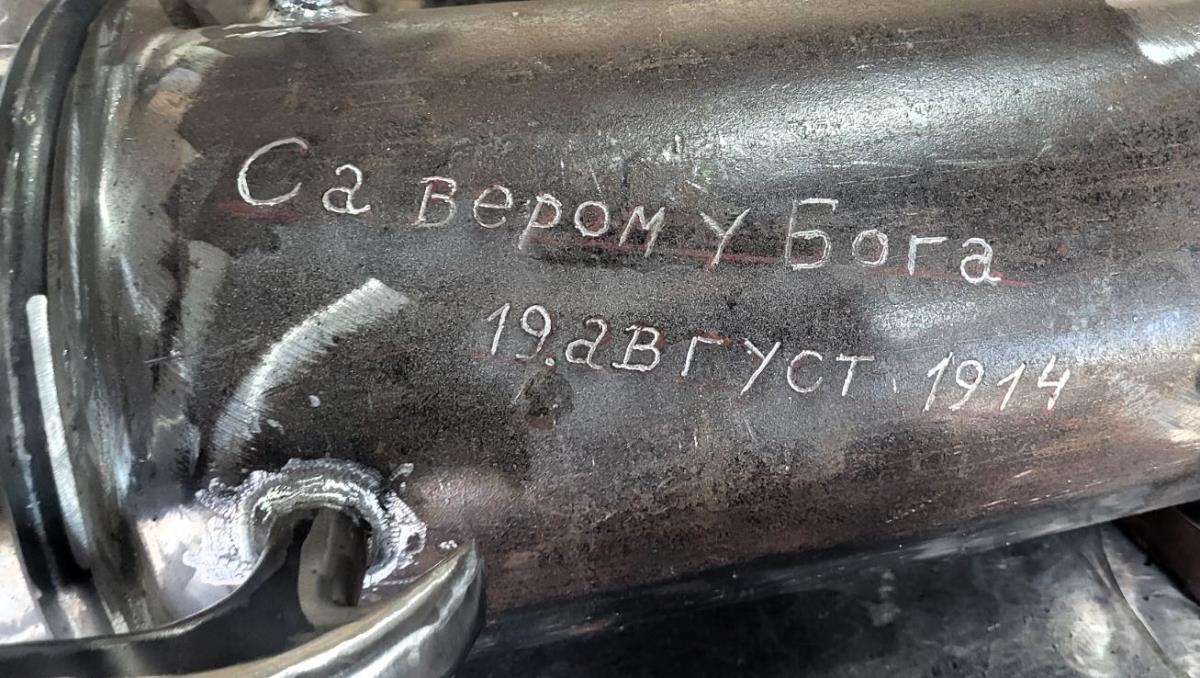 Са вером у Бога
19. август 1914